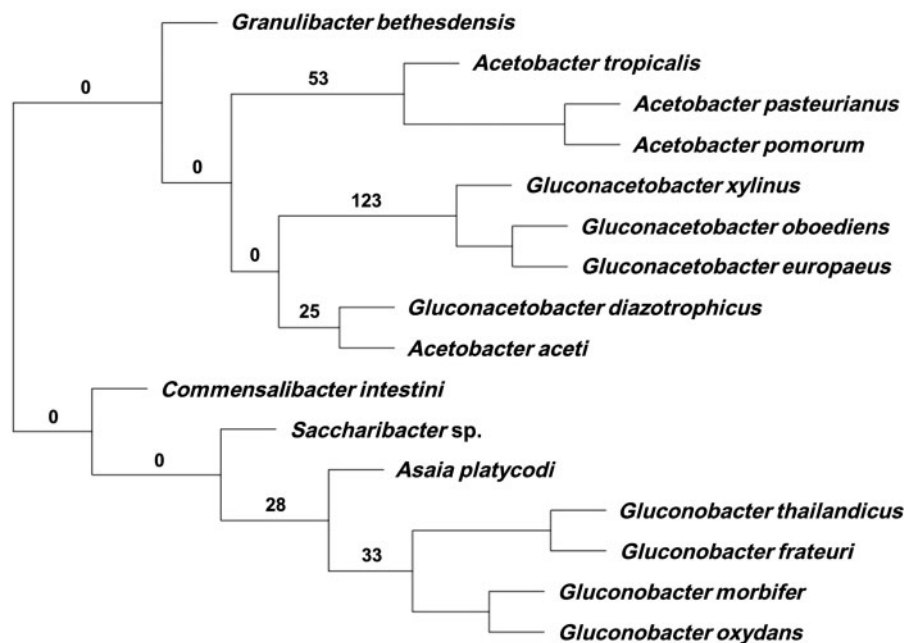 Granulibacter bethesdensis
53
Acetobacter tropicalis
0
Acetobacter pasteurianus
Acetobacter pomorum
0
Gluconacetobacter xylinus
123
Gluconacetobacter oboediens
0
Gluconacetobacter europaeus
25
Gluconacetobacter diazotrophicus
Acetobacter aceti
Commensalibacter intestini
0
Saccharibacter sp.
0
Asaia platycodi
28
Gluconobacter thailandicus
33
Gluconobacter frateuri
Gluconobacter morbifer
Gluconobacter oxydans